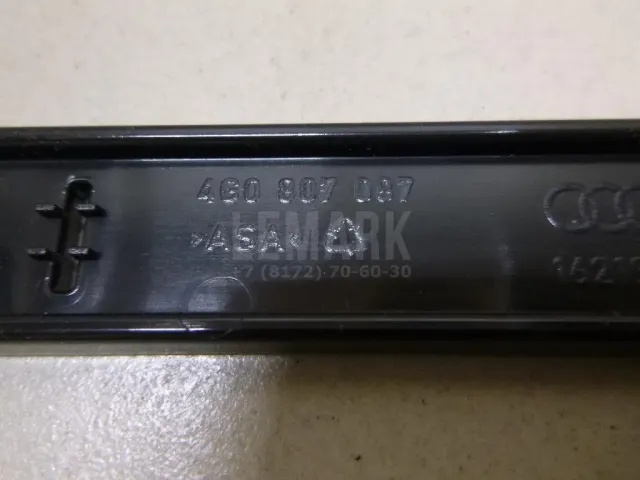 4G0 807 087
LEMARK
>ASA<
+7 (8172) 70-60-30